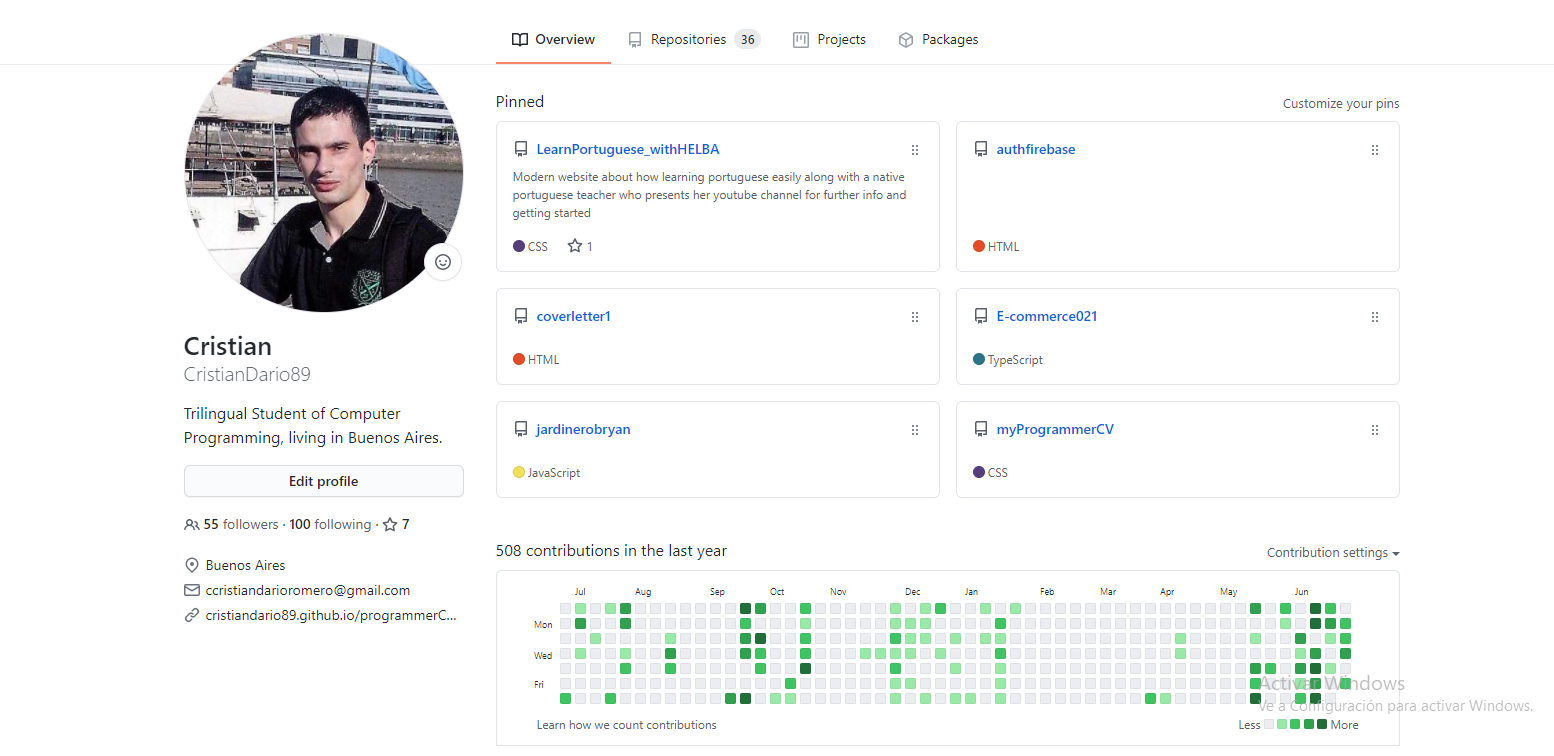 Overview
Repositories 36
Projects
Packages
Cristian
CristianDario89
Trilingual Student of Computer
Programming, living in Buenos Aires.
Edit profile
55 followers · 100 following · 7
Buenos Aires
ccristiandarioromero@gmail.com
cristiandario89.github.io/programmerC...
Pinned
Customize your pins
LearnPortuguese_withHELBA
Modern website about how learning portuguese easily along with a native
portuguese teacher who presents her youtube channel for further info and
getting started
CSS 1
authfirebase
HTML
coverletter1
HTML
E-commerce021
TypeScript
jardinerobryan
JavaScript
myProgrammerCV
CSS
508 contributions in the last year
Contribution settings
Jul Aug Sep Oct Nov Dec Jan Feb Mar Apr May Jun
Mon
Wed
Fri
Learn how we count contributions
Less More
Activar Windows
Ve a Configuración para activar Windows.